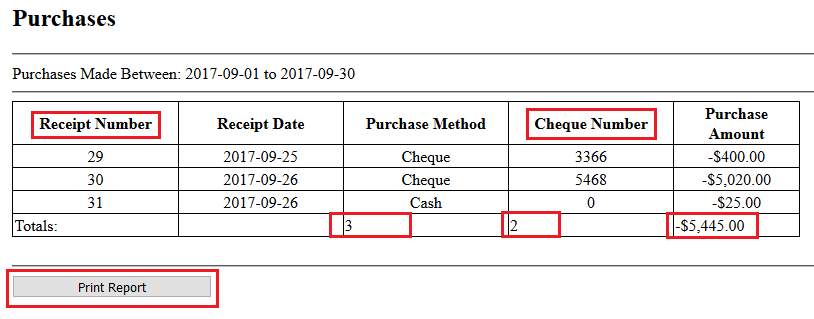 Purchases
Purchases Made Between: 2017-09-01 to 2017-09-30
Receipt Number Receipt Date Purchase Method Cheque Number Purchase Amount
29 2017-09-25 Cheque 3366 -$400.00
30 2017-09-26 Cheque 5468 -$5,020.00
31 2017-09-26 Cash 0 -$25.00
Totals: 3 2 -$5,445.00
Print Report